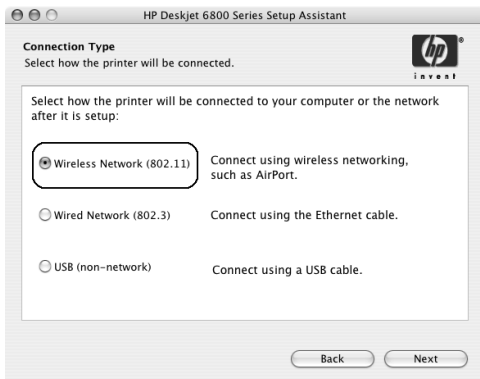 HP Deskjet 6800 Series Setup Assistant
Connection Type
Select how the printer will be connected.
hp
®
invent
Select how the printer will be connected to your computer or the network
after it is setup:
Wireless Network (802.11)
Connect using wireless networking,
such as AirPort.
Wired Network (802.3)
Connect using the Ethernet cable.
USB (non-network)
Connect using a USB cable.
Back
Next